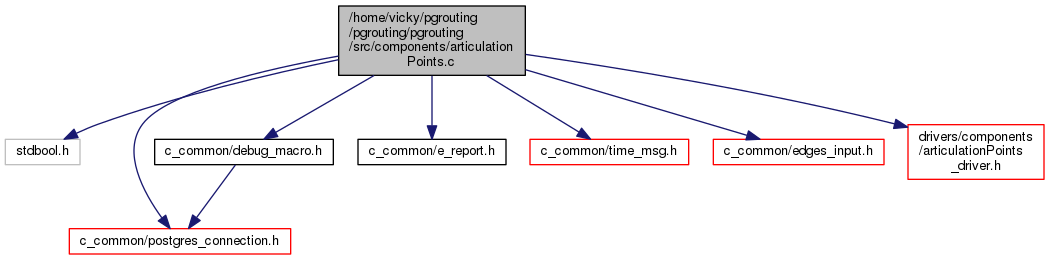 /home/vicky/pgrouting
/pgrouting/pgrouting
/src/components/articulation
Points.c
stdbool.h
c_common/debug_macro.h
c_common/e_report.h
c_common/time_msg.h
c_common/edges_input.h
drivers/components
/articulationPoints
_driver.h
c_common/postgres_connection.h